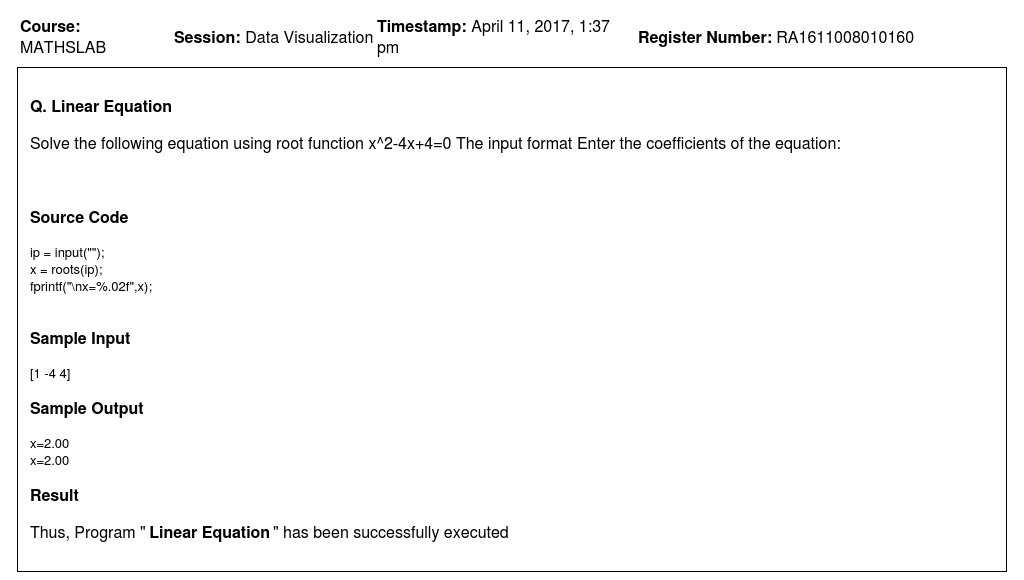 Course:
MATHSLAB
Session: Data Visualization
Timestamp: April 11, 2017, 1:37
pm
Register Number: RA1611008010160
Q. Linear Equation
Solve the following equation using root function x^2-4x+4=0 The input format Enter the coefficients of the equation:
Source Code
ip = input("");
x = roots(ip);
fprintf("\nx=%.02f",x);
Sample Input
[1 -4 4]
Sample Output
x=2.00
x=2.00
Result
Thus, Program " Linear Equation " has been successfully executed